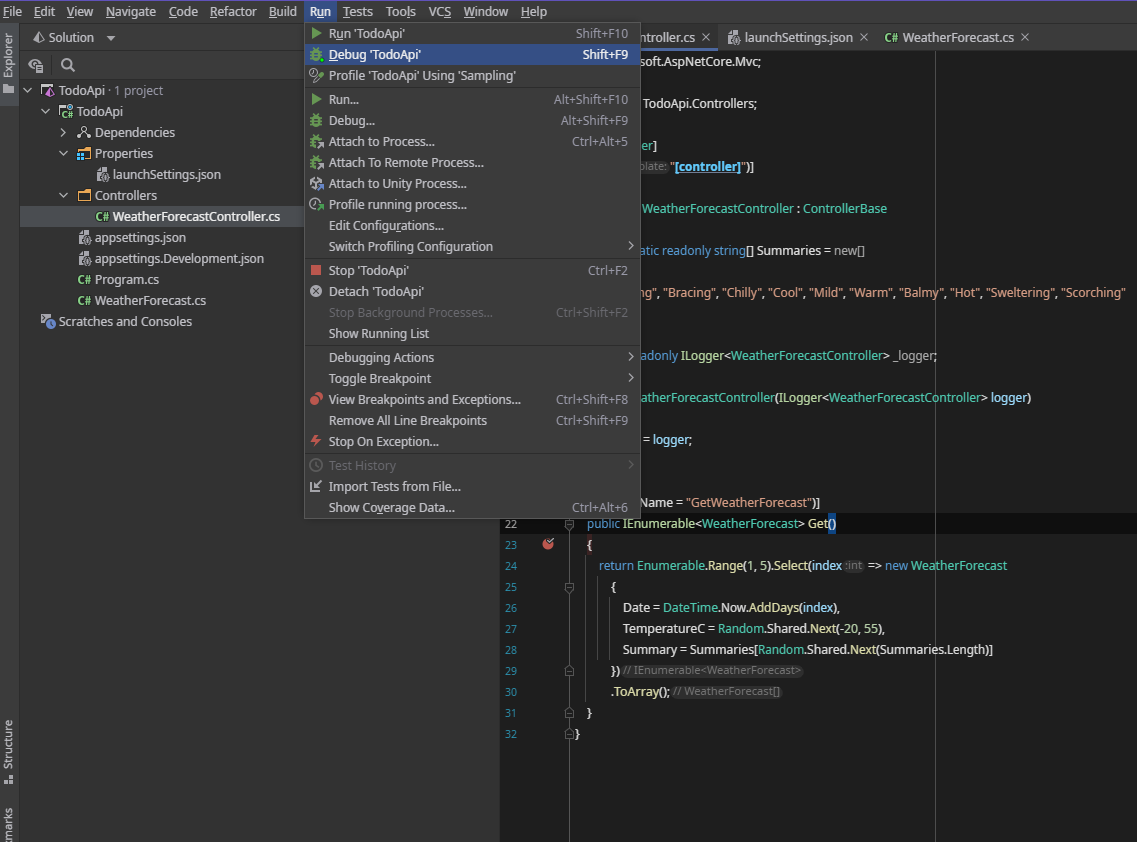 File Edit View Navigate Code Refactor Build Run Tests Tools VCS Window Help
Explorer
Solution
TodoApi · 1 project
TodoApi
Dependencies
Properties
launchSettings.json
Controllers
C# WeatherForecastController.cs
appsettings.json
appsettings.Development.json
C# Program.cs
C# WeatherForecast.cs
Scratches and Consoles
Structure
Run 'TodoApi' Shift+F10
Debug 'TodoApi' Shift+F9
Profile 'TodoApi' Using 'Sampling'
Run... Alt+Shift+F10
Debug... Alt+Shift+F9
Attach to Process... Ctrl+Alt+5
Attach To Remote Process...
Attach to Unity Process...
Profile running process...
Edit Configurations...
Switch Profiling Configuration
Stop 'TodoApi' Ctrl+F2
Detach 'TodoApi'
Stop Background Processes... Ctrl+Shift+F2
Show Running List
Debugging Actions
Toggle Breakpoint
View Breakpoints and Exceptions... Ctrl+Shift+F8
Remove All Line Breakpoints Ctrl+Shift+F9
Stop On Exception...
Test History
Import Tests from File...
Show Coverage Data... Ctrl+Alt+6
ntroller.cs launchSettings.json C# WeatherForecast.cs
soft.AspNetCore.Mvc;
TodoApi.Controllers;
er]
plate: "[controller]")]
WeatherForecastController : ControllerBase
atic readonly string[] Summaries = new[]
ng", "Bracing", "Chilly", "Cool", "Mild", "Warm", "Balmy", "Hot", "Sweltering", "Scorching"
adonly ILogger<WeatherForecastController> _logger;
atherForecastController(ILogger<WeatherForecastController> logger)
= logger;
Name = "GetWeatherForecast")]
22 public IEnumerable<WeatherForecast> Get()
23 {
24 return Enumerable.Range(1, 5).Select(index :int => new WeatherForecast
25 {
26 Date = DateTime.Now.AddDays(index),
27 TemperatureC = Random.Shared.Next(-20, 55),
28 Summary = Summaries[Random.Shared.Next(Summaries.Length)]
29 }) // IEnumerable<WeatherForecast>
30 .ToArray(); // WeatherForecast[]
31 }
32 }